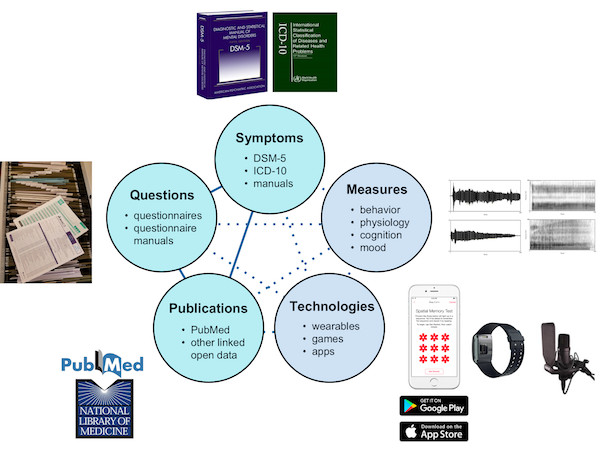 DIAGNOSTIC AND STATISTICAL
MANUAL OF
MENTAL DISORDERS
DSM-5
AMERICAN PSYCHIATRIC ASSOCIATION
ICD-10
International
Statistical
Classification
of Diseases and
Related Health
Problems
Symptoms
• DSM-5
• ICD-10
• manuals
Questions
• questionnaires
• questionnaire
manuals
Measures
• behavior
• physiology
• cognition
• mood
Publications
• PubMed
• other linked
open data
Technologies
• wearables
• games
• apps
Spatial Memory Test
PubMed
NATIONAL
LIBRARY OF
MEDICINE
GET IT ON
Google Play
Download on the
App Store